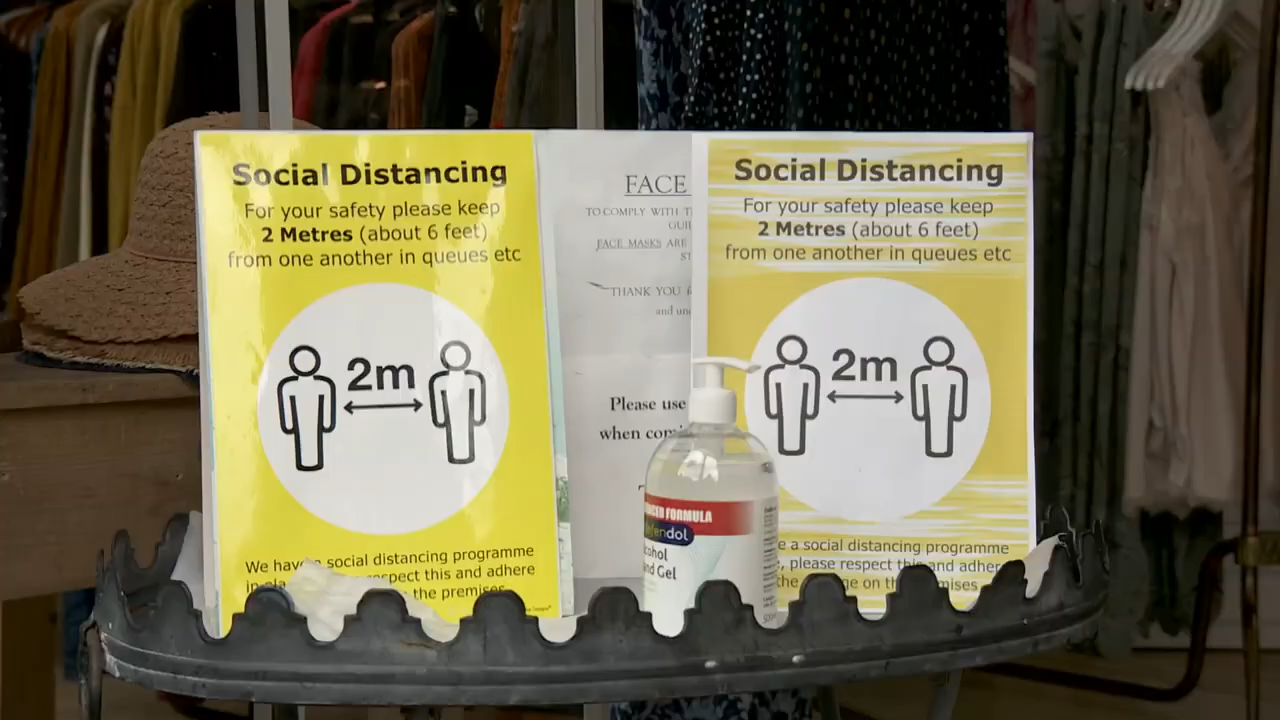 Social Distancing
For your safety please keep
2 Metres (about 6 feet)
from one another in queues etc
2m
We have social distancing programme
respect this and adhere
the premises
FACE
TO COMPLY WITH
FACE MASKS ARE
THANK YOU
and
Please use
when
FORMULA
Gel
Social Distancing
For your safety please keep
2 Metres (about 6 feet)
from one another in queues etc
2m
e a social distancing programme
, please respect this and adher
the on the